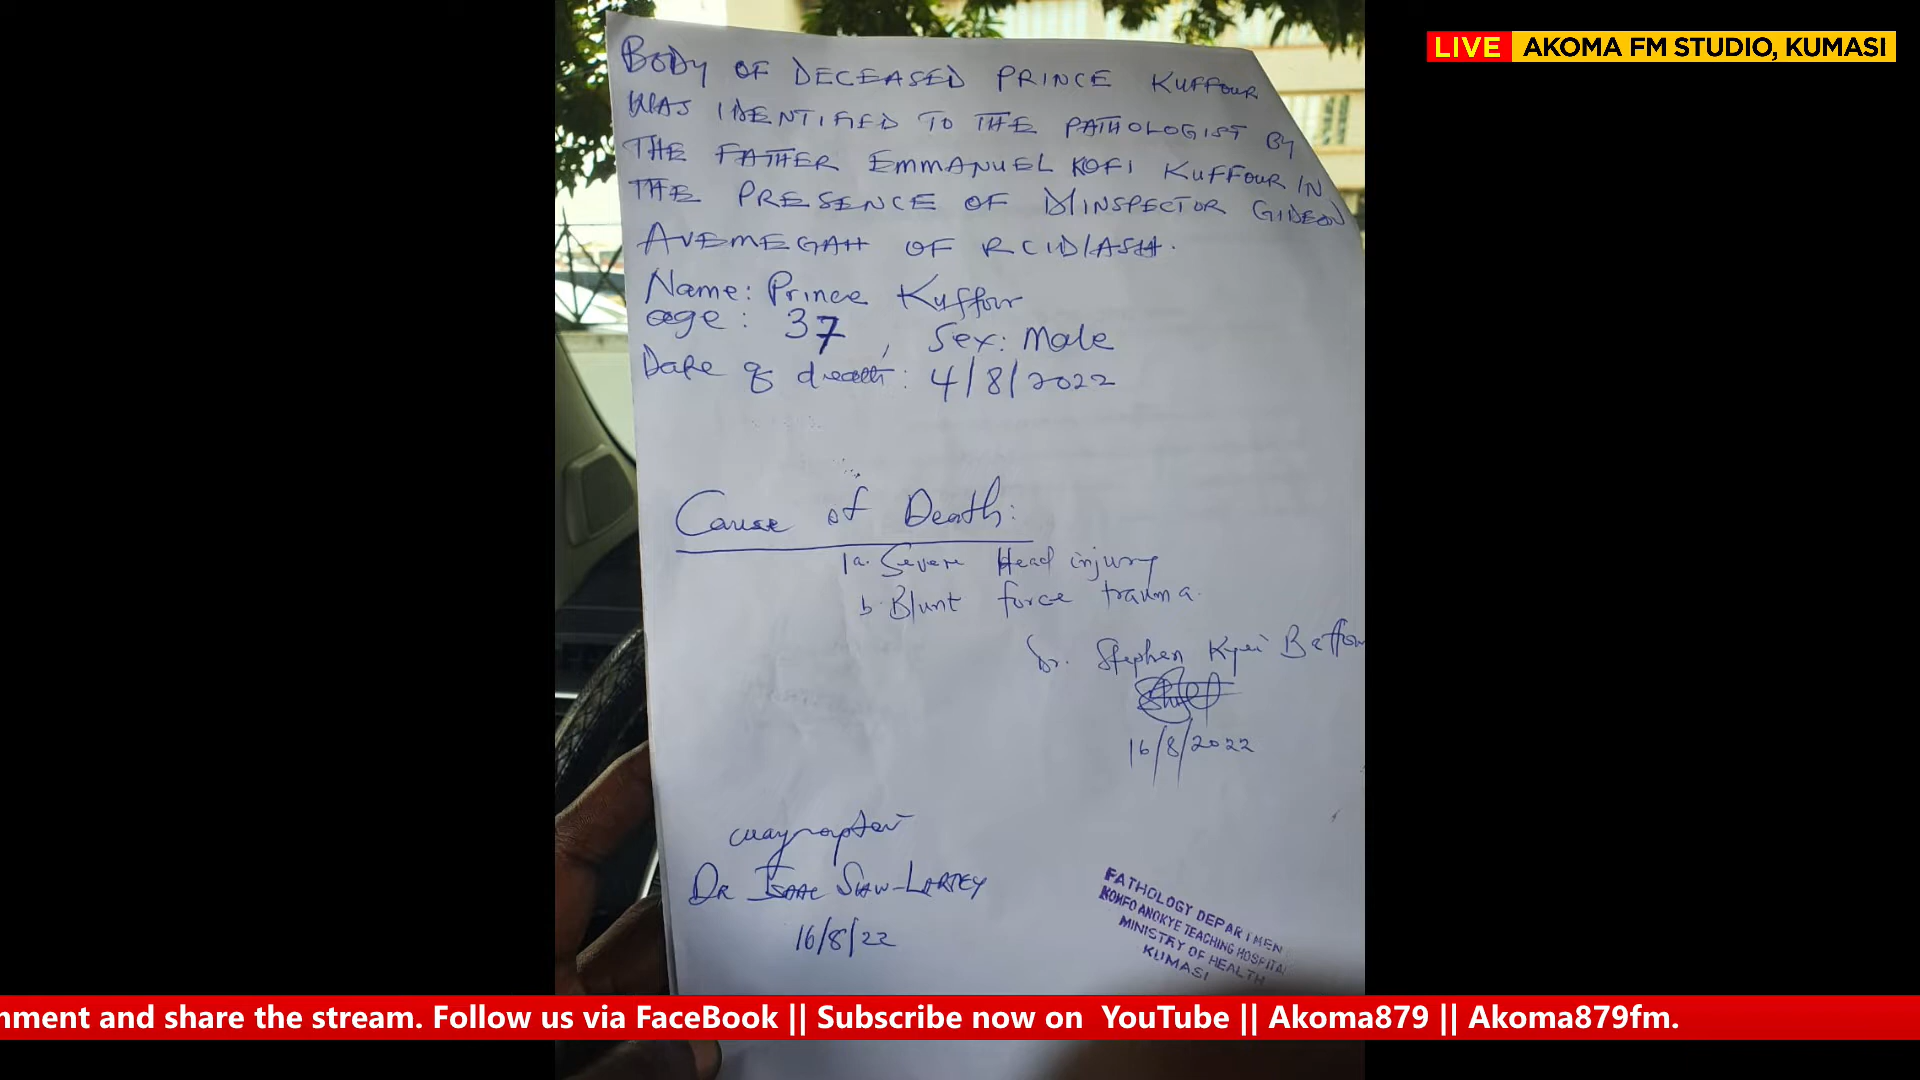 LIVE AKOMA FM STUDIO, KUMASI
BODY OF DECEASED PRINCE KUFFOUR
WAS IDENTIFIED TO THE PATHOLOGIST BY
THE FATHER EMMANUEL KOFI KUFFOUR IN
THE PRESENCE OF D/INSPECTOR GIDEON
AVEMEGAH OF RCID/ASH.
Name: Prince Kuffour
age: 37, Sex: Male
Date of death: 4/8/2022
Cause of Death:
1a. Severe Head injury
b. Blunt force trauma.
Dr. Stephen Kyei Baffour
16/8/2022
DR ISAAC SIAW-LARTEY
16/8/22
PATHOLOGY DEPARTMEN
KOMFO ANOKYE TEACHING HOSPITA
MINISTRY OF HEALTH
KUMASI
nment and share the stream. Follow us via FaceBook || Subscribe now on YouTube || Akoma879 || Akoma879fm.